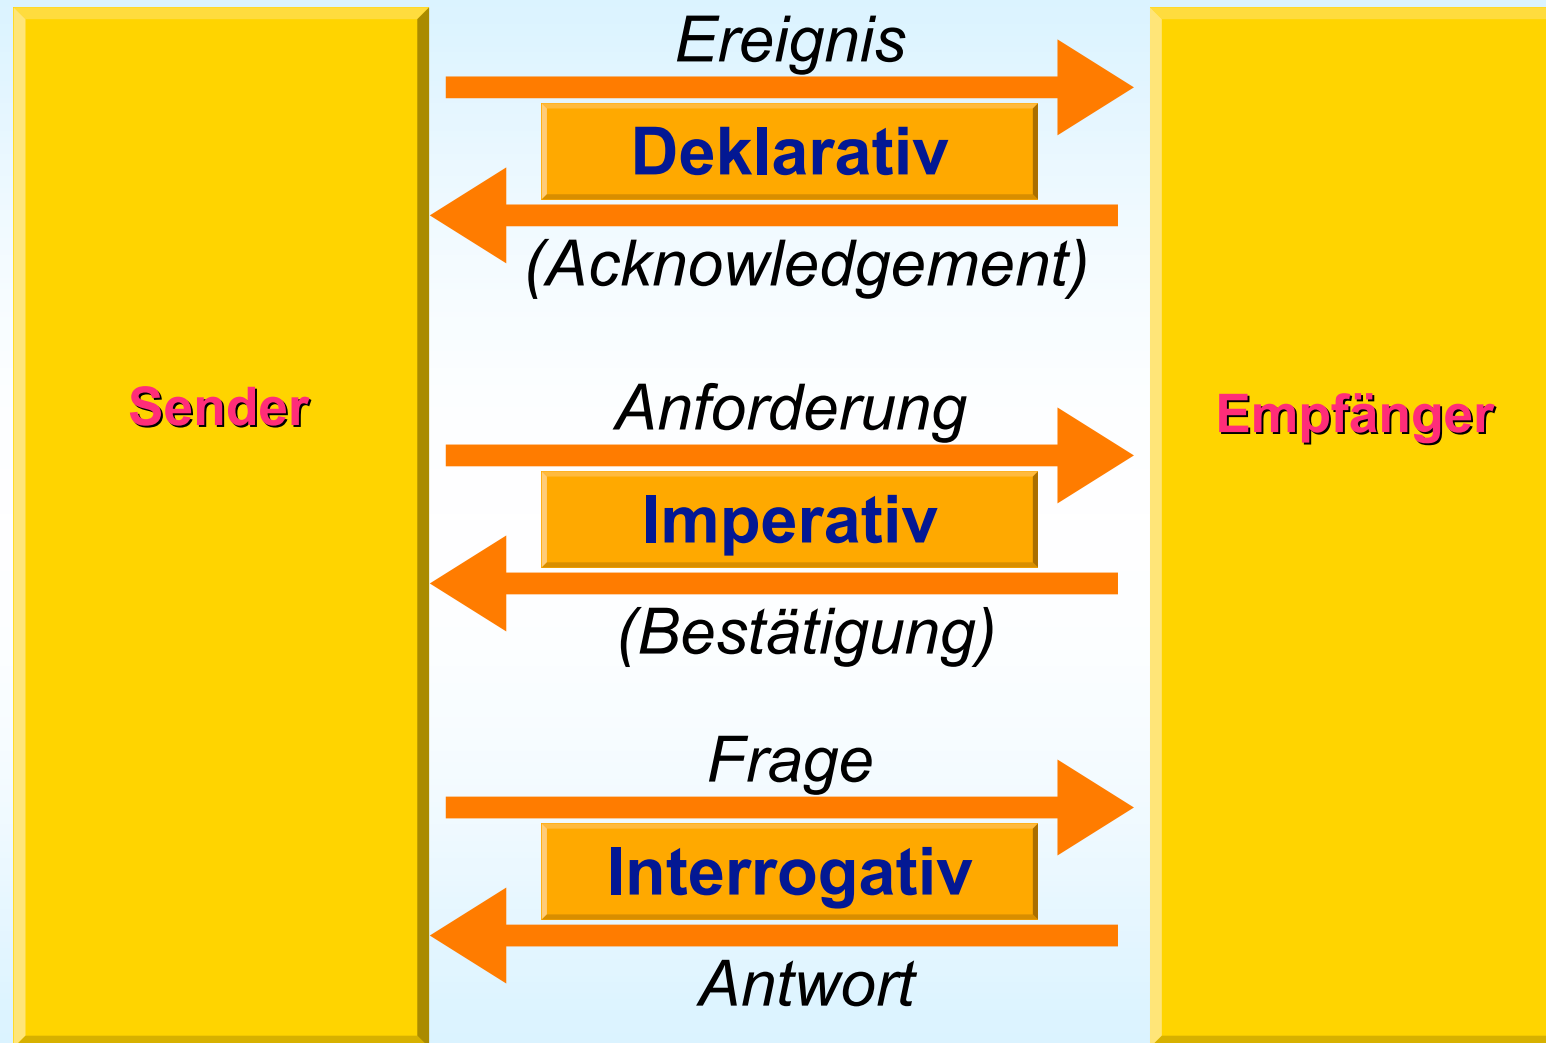 Ereignis
Deklarativ
(Acknowledgement)
Sender
Empfänger
Anforderung
Imperativ
(Bestätigung)
Frage
Interrogativ
Antwort